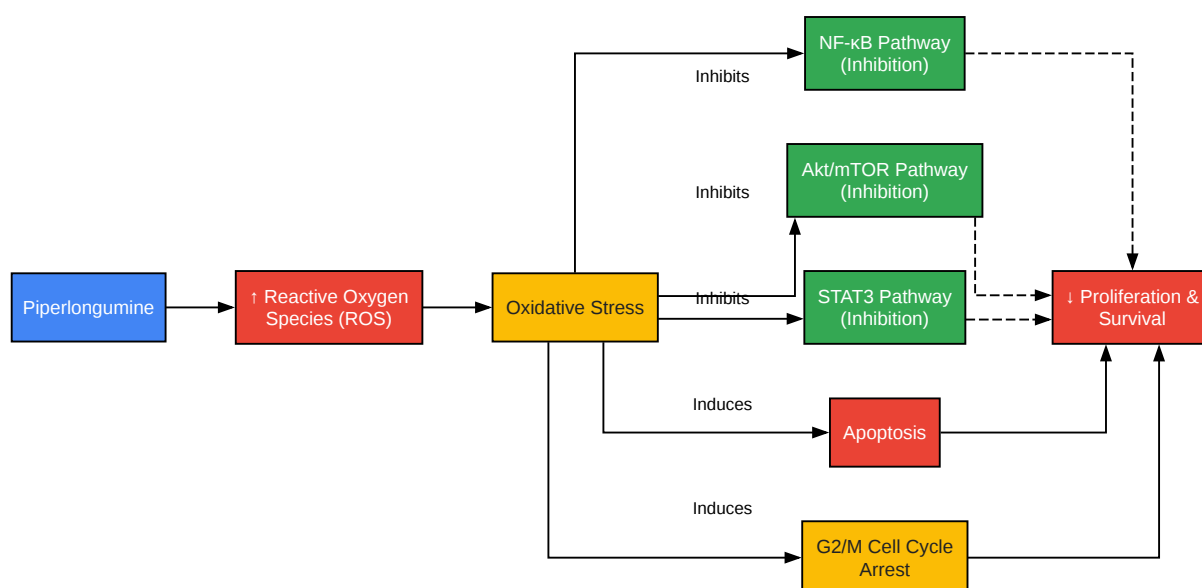 NF-κB Pathway
(Inhibition)
Inhibits
Akt/mTOR Pathway
(Inhibition)
Inhibits
Piperlongumine
↑ Reactive Oxygen
Species (ROS)
Oxidative Stress
Inhibits
STAT3 Pathway
(Inhibition)
↓ Proliferation &
Survival
Induces
Apoptosis
Induces
G2/M Cell Cycle
Arrest